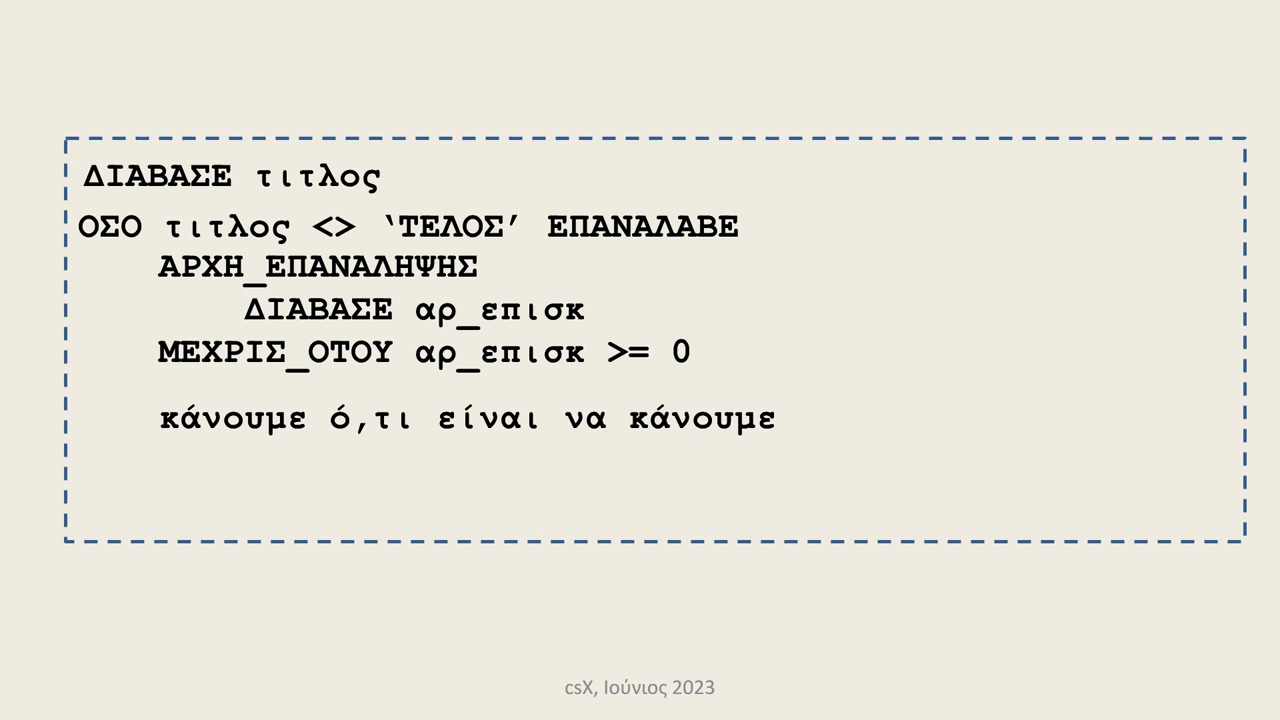 ΔΙΑΒΑΣΕ τιτλος
ΟΣΟ τιτλος <> ‘ΤΕΛΟΣ’ ΕΠΑΝΑΛΑΒΕ
ΑΡΧΗ_ΕΠΑΝΑΛΗΨΗΣ
ΔΙΑΒΑΣΕ αρ_επισκ
ΜΕΧΡΙΣ_ΟΤΟΥ αρ_επισκ >= 0
κάνουμε ό,τι είναι να κάνουμε
csX, Ιούνιος 2023